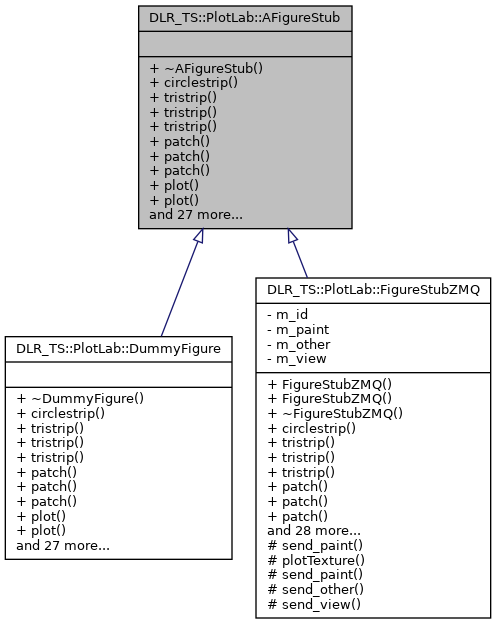 DLR_TS::PlotLab::AFigureStub
+ ~AFigureStub()
+ circlestrip()
+ tristrip()
+ tristrip()
+ tristrip()
+ patch()
+ patch()
+ patch()
+ plot()
+ plot()
and 27 more...
DLR_TS::PlotLab::DummyFigure
+ ~DummyFigure()
+ circlestrip()
+ tristrip()
+ tristrip()
+ tristrip()
+ patch()
+ patch()
+ patch()
+ plot()
+ plot()
and 27 more...
DLR_TS::PlotLab::FigureStubZMQ
- m_id
- m_paint
- m_other
- m_view
+ FigureStubZMQ()
+ FigureStubZMQ()
+ ~FigureStubZMQ()
+ circlestrip()
+ tristrip()
+ tristrip()
+ tristrip()
+ patch()
+ patch()
+ patch()
and 28 more...
# send_paint()
# plotTexture()
# send_paint()
# send_other()
# send_view()